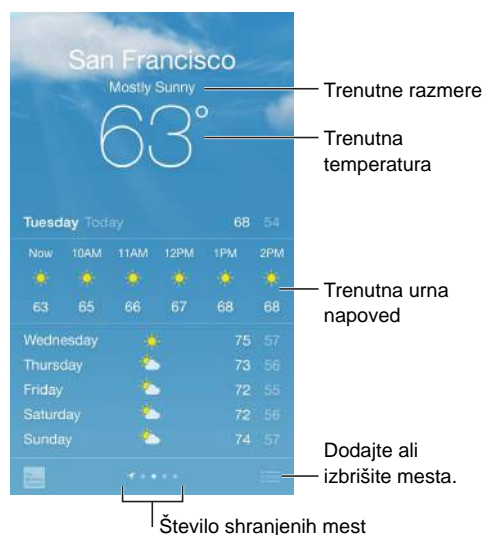 San Francisco
Mostly Sunny
Trenutne razmere
63°
Trenutna
temperatura
Tuesday Today 68 54
Now 10AM 11AM 12PM 1PM 2PM
63 65 66 67 68 68
Trenutna urna
napoved
Wednesday 75 57
Thursday 73 56
Friday 72 55
Saturday 72 56
Sunday 74 57
Dodajte ali
izbrišite mesta.
Število shranjenih mest